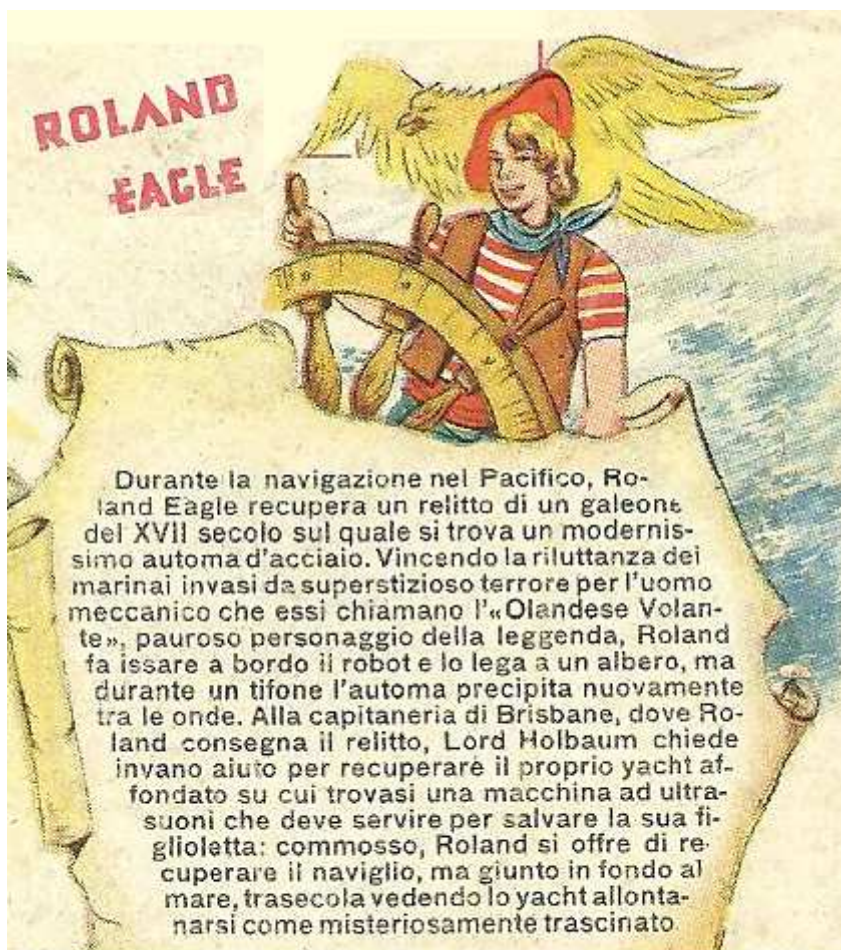 ROLAND
EAGLE
Durante la navigazione nel Pacifico, Ro-
land Eagle recupera un relitto di un galeone
del XVII secolo sul quale si trova un modernis-
simo automa d'acciaio. Vincendo la riluttanza dei
marinai invasi da superstizioso terrore per l'uomo
meccanico che essi chiamano l'«Olandese Volan-
te», pauroso personaggio della leggenda, Roland
fa issare a bordo il robot e lo lega a un albero, ma
durante un tifone l'automa precipita nuovamente
tra le onde. Alla capitaneria di Brisbane, dove Ro-
land consegna il relitto, Lord Holbaum chiede
invano aiuto per recuperare il proprio yacht af-
fondato su cui trovasi una macchina ad ultra-
suoni che deve servire per salvare la sua fi-
glioletta: commosso, Roland si offre di re-
cuperare il naviglio, ma giunto in fondo al
mare, trasecola vedendo lo yacht allonta-
narsi come misteriosamente trascinato